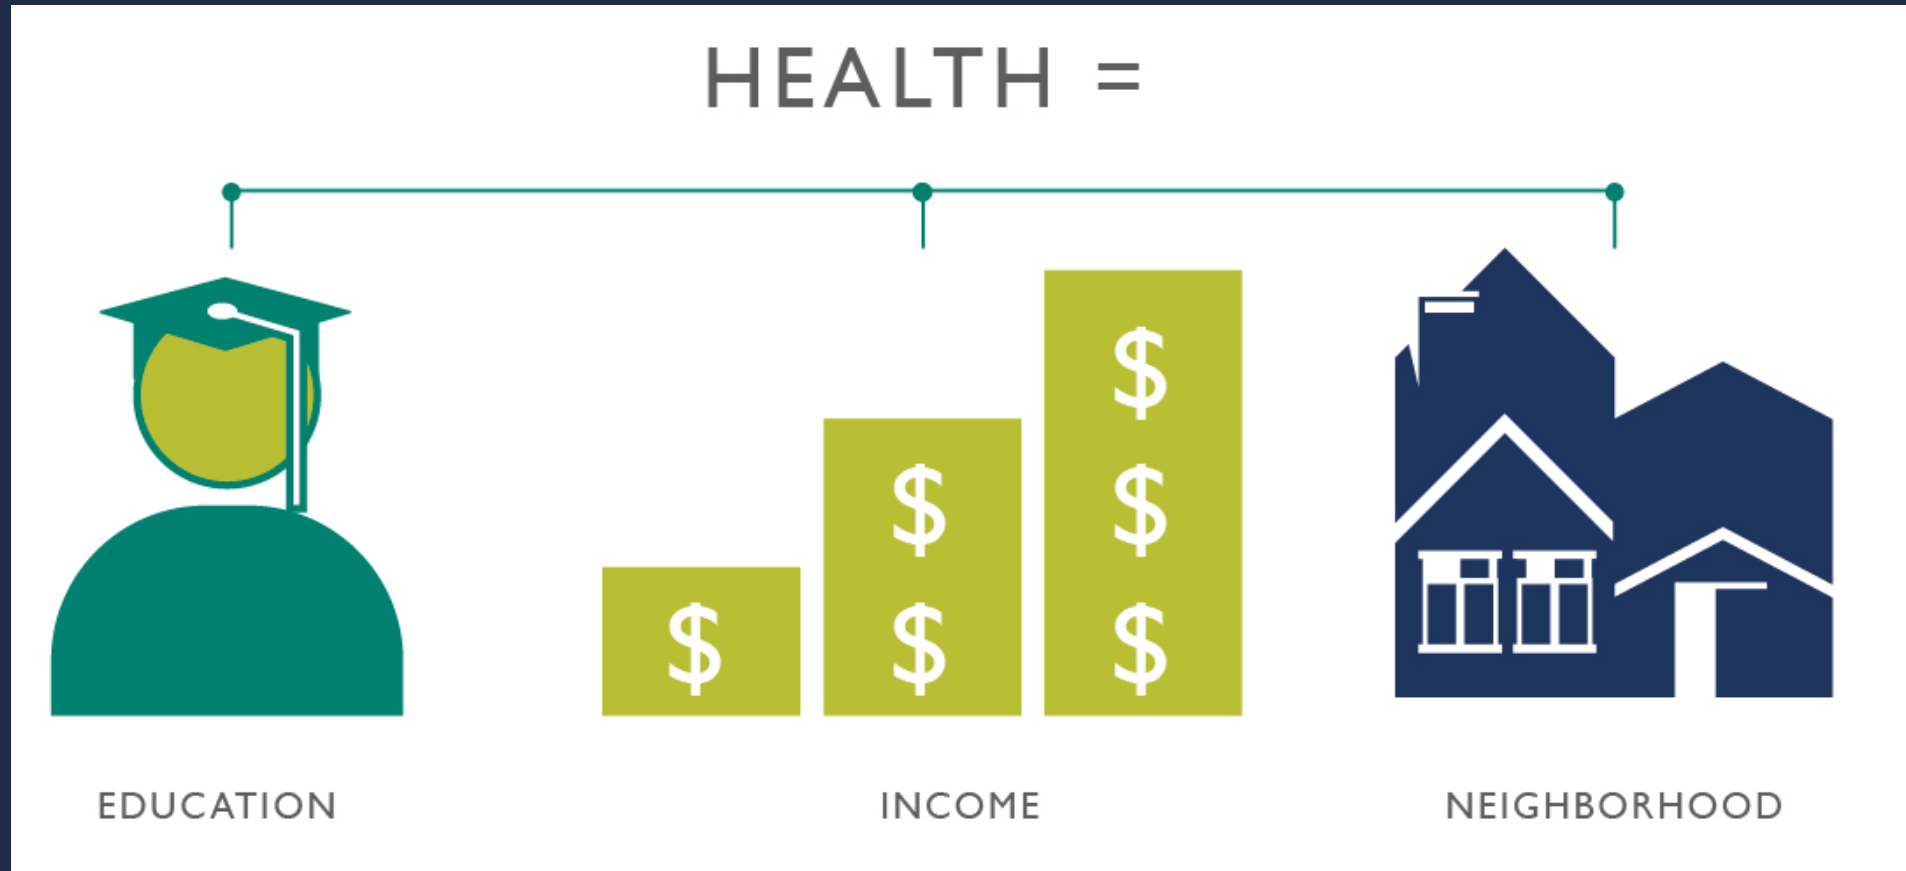 HEALTH =
$
$
$
$
$
$
EDUCATION
INCOME
NEIGHBORHOOD